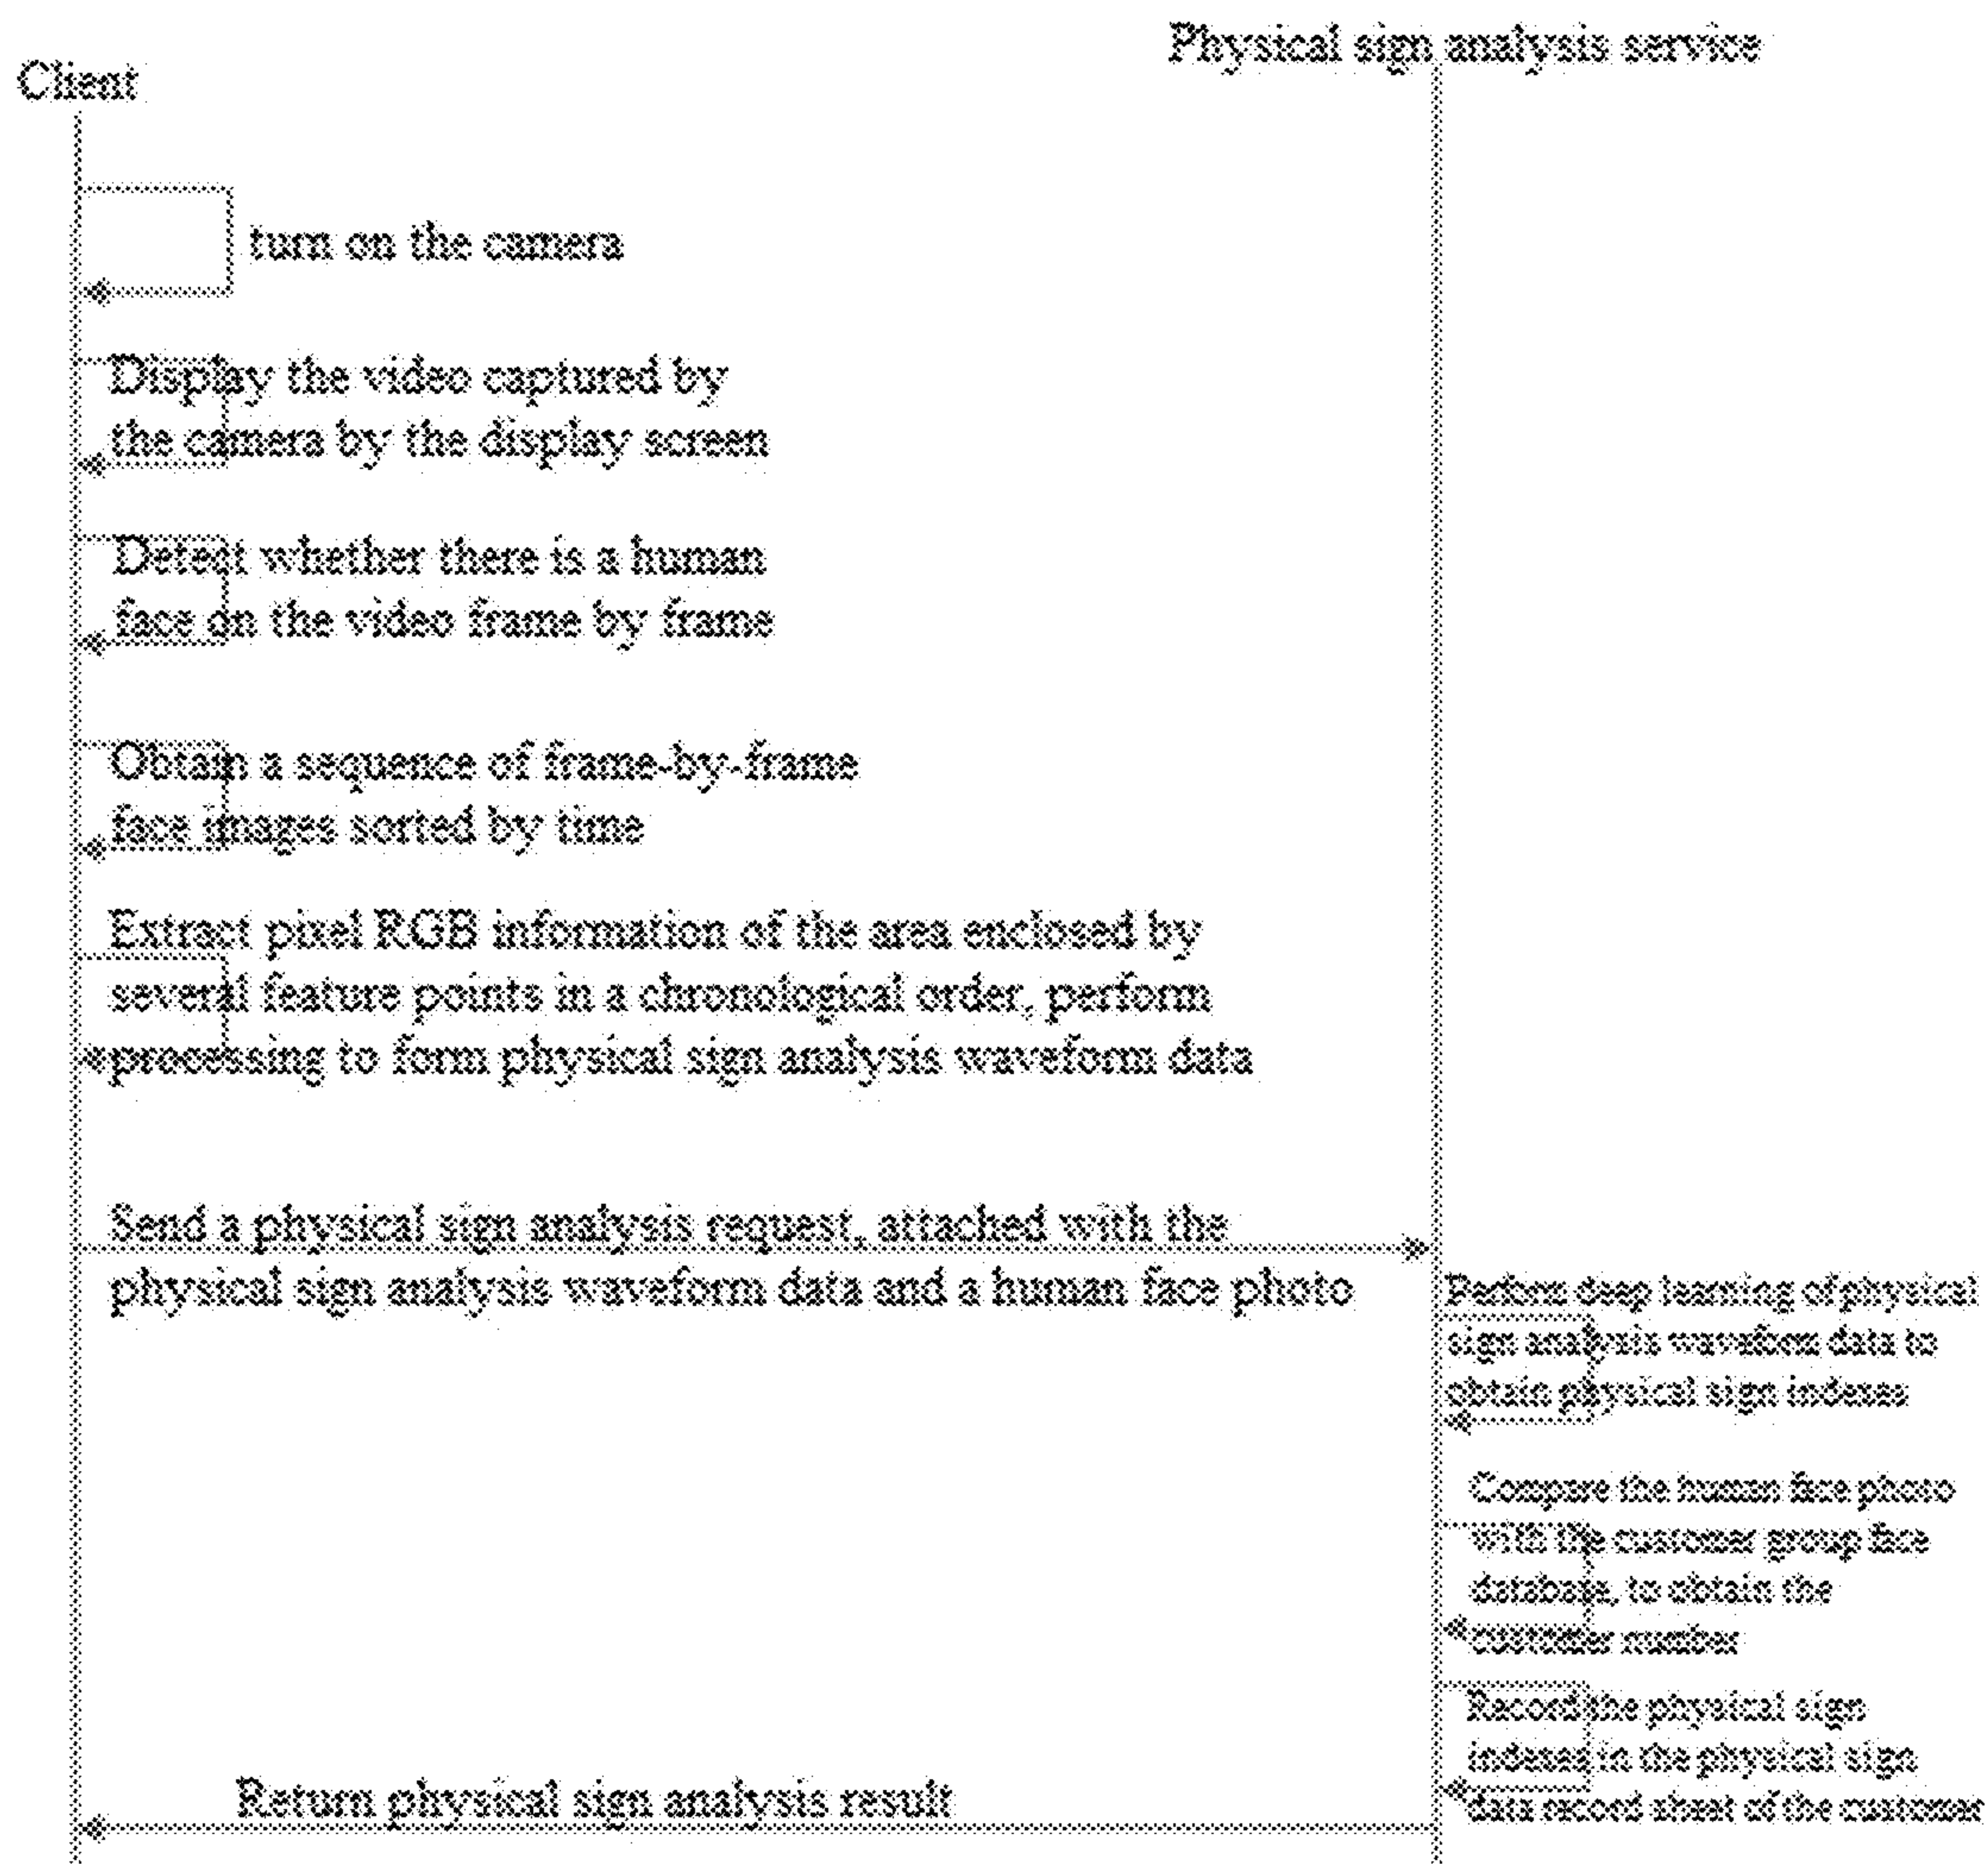 Client
Physical sign analysis service
turn on the camera
Display the video captured by
the camera by the display screen
Detect whether there is a human
face on the video frame by frame
Obtain a sequence of frame-by-frame
face images sorted by time
Extract pixel RGB information of the area enclosed by
several feature points in a chronological order, perform
processing to form physical sign analysis waveform data
Send a physical sign analysis request, attached with the
physical sign analysis waveform data and a human face photo
Perform deep learning of physical
sign analysis waveform data to
obtain physical sign indexes
Compare the human face photo
with the customer group face
database, to obtain the
customer number
Record the physical sign
indexes in the physical sign
data record sheet of the customer
Return physical sign analysis result